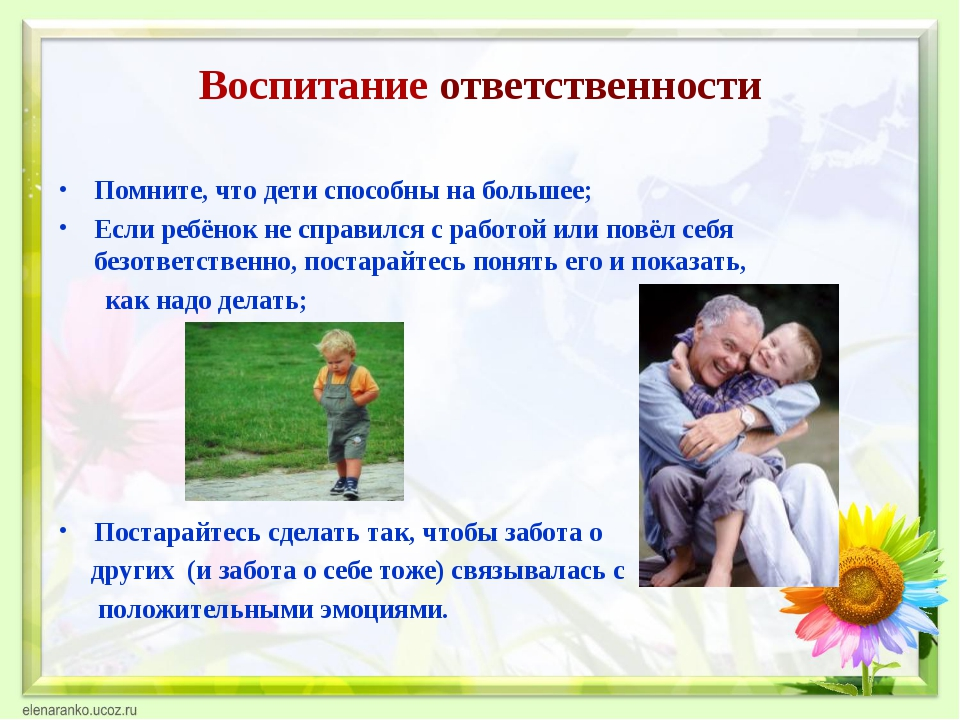 Воспитание ответственности
• Помните, что дети способны на большее;
• Если ребёнок не справился с работой или повёл себя
безответственно, постарайтесь понять его и показать,
как надо делать;
• Постарайтесь сделать так, чтобы забота о
других (и забота о себе тоже) связывалась с
положительными эмоциями.
elenaranko.ucoz.ru